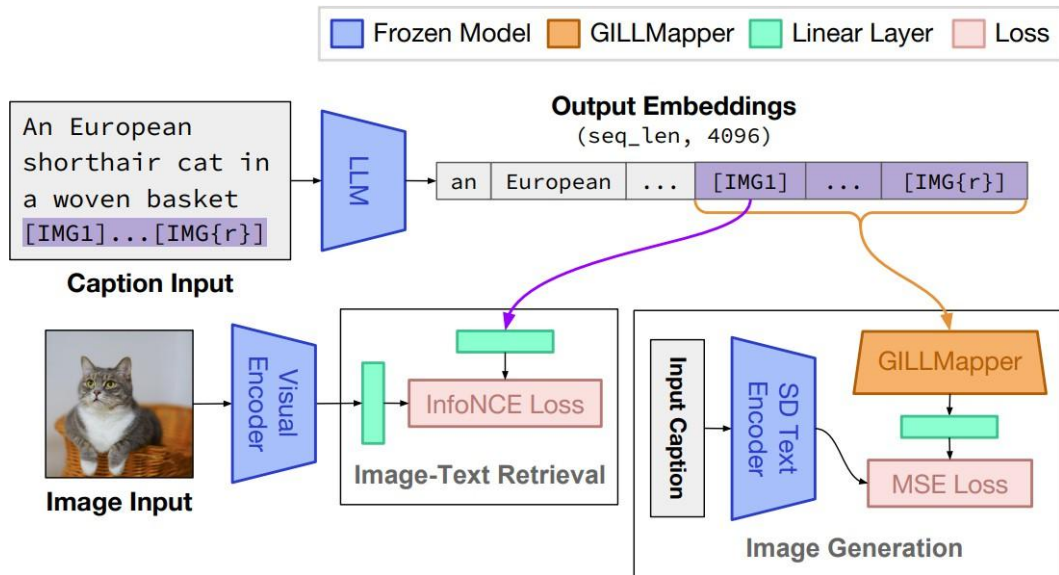 Frozen Model
GILLMapper
Linear Layer
Loss
An European
shorthair cat in
a woven basket
[IMG1]...[IMG{r}]
Caption Input
LLM
Output Embeddings
(seq_len, 4096)
an
European
...
[IMG1]
...
[IMG{r}]
Image Input
Visual
Encoder
InfoNCE Loss
Image-Text Retrieval
Input Caption
SD Text
Encoder
GILLMapper
MSE Loss
Image Generation